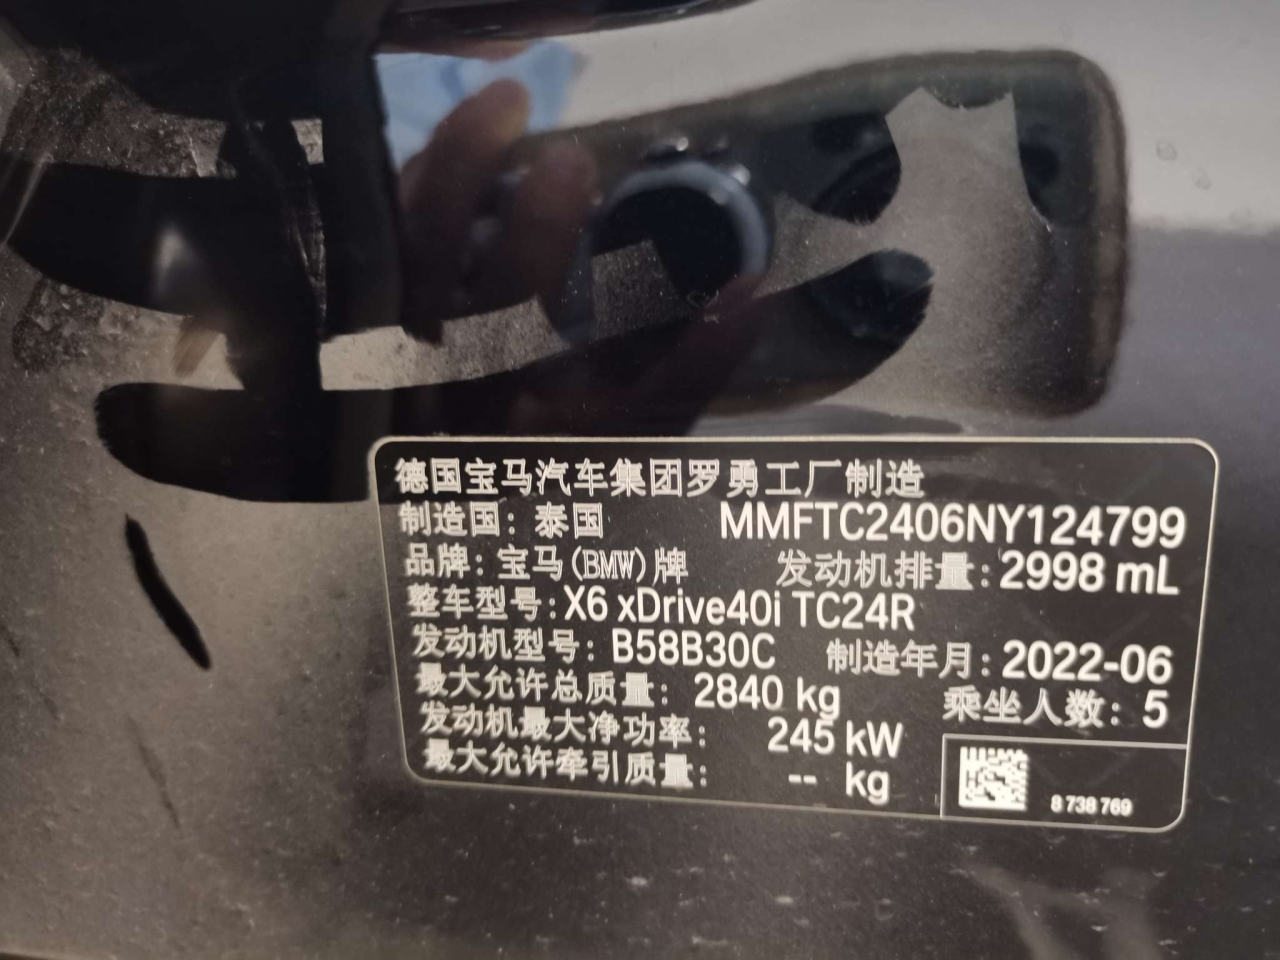 德国宝马汽车集团罗勇工厂制造
制造国：泰国 MMFTC2406NY124799
品牌：宝马(BMW)牌 发动机排量：2998 mL
整车型号：X6 xDrive40i TC24R
发动机型号：B58B30C 制造年月：2022-06
最大允许总质量：2840 kg 乘坐人数：5
发动机最大净功率：245 kW
最大允许牵引质量：-- kg
8 738 769